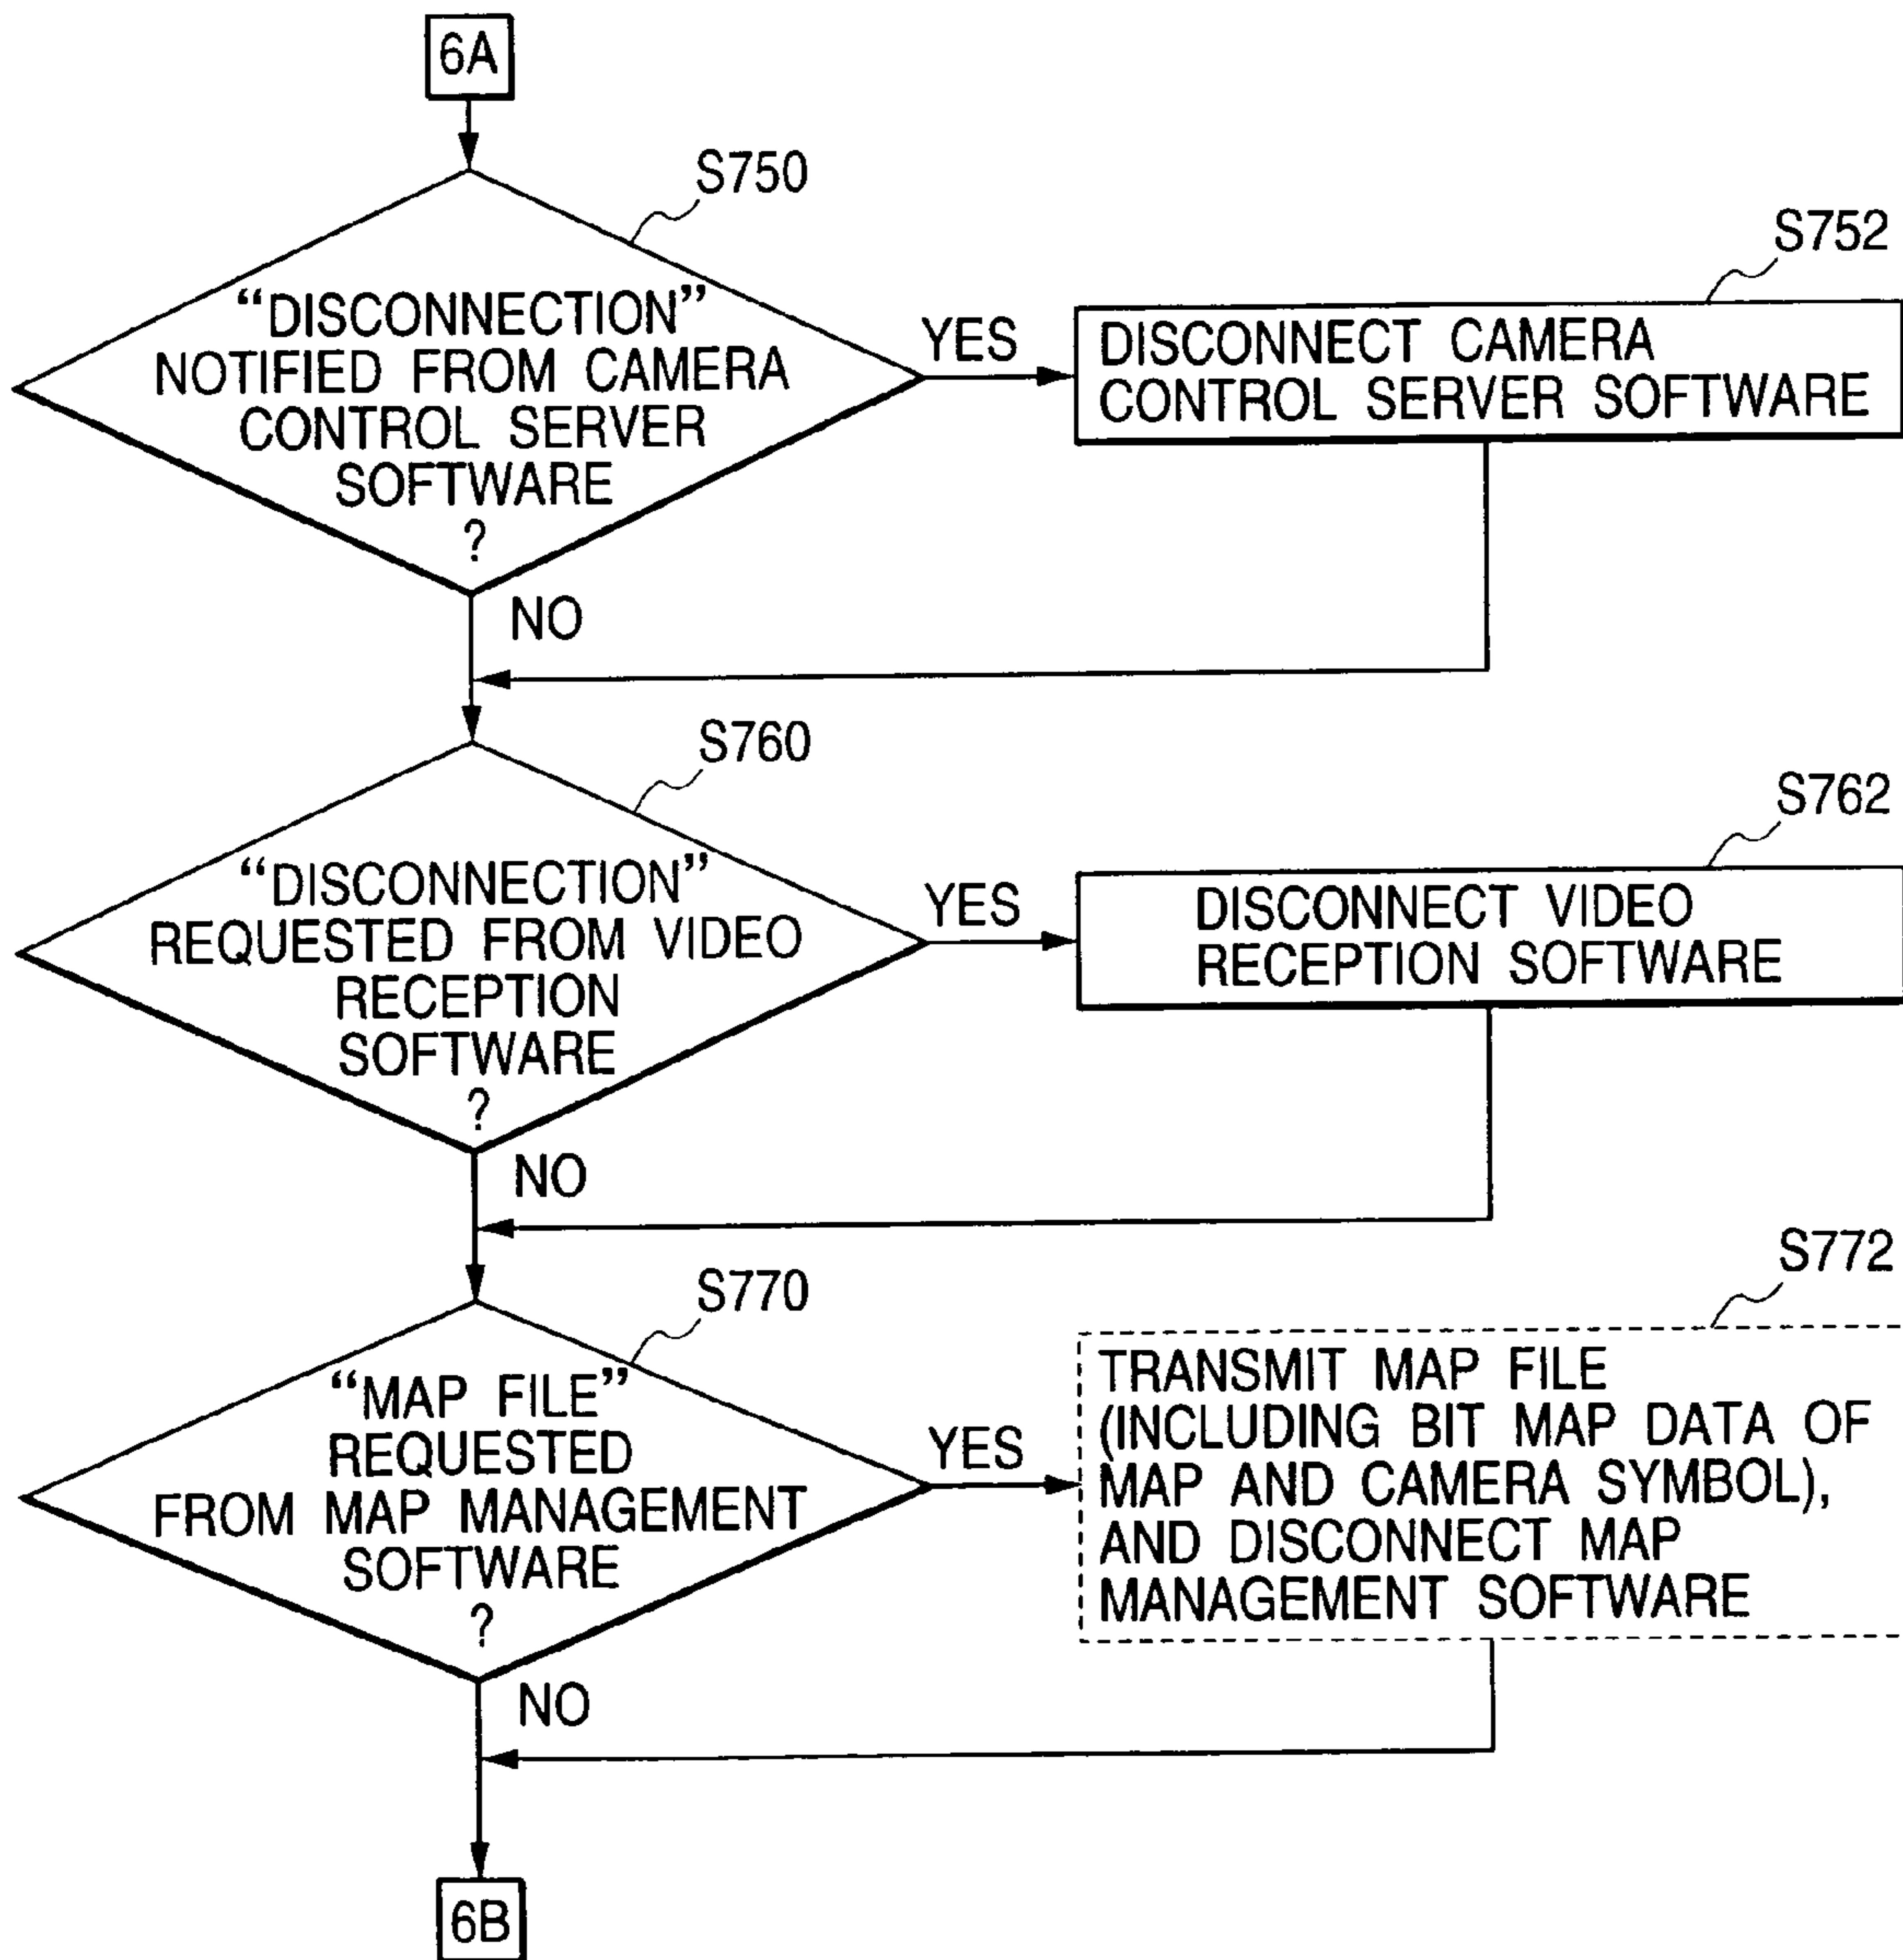 6A
S750
“DISCONNECTION”
NOTIFIED FROM CAMERA
CONTROL SERVER
SOFTWARE
?
YES
S752
DISCONNECT CAMERA
CONTROL SERVER SOFTWARE
NO
S760
“DISCONNECTION”
REQUESTED FROM VIDEO
RECEPTION
SOFTWARE
?
YES
S762
DISCONNECT VIDEO
RECEPTION SOFTWARE
NO
S770
“MAP FILE”
REQUESTED
FROM MAP MANAGEMENT
SOFTWARE
?
YES
S772
TRANSMIT MAP FILE
(INCLUDING BIT MAP DATA OF
MAP AND CAMERA SYMBOL),
AND DISCONNECT MAP
MANAGEMENT SOFTWARE
NO
6B